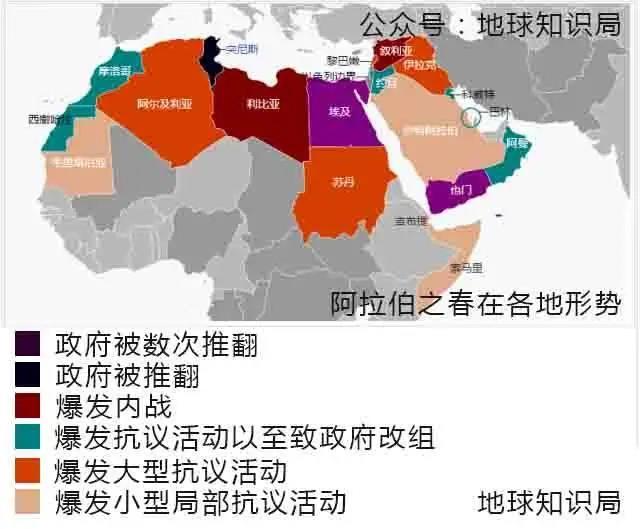 公众号：地球知识局
突尼斯
叙利亚
黎巴嫩
伊拉克
摩洛哥
以色列边界
约旦
科威特
阿尔及利亚
利比亚
埃及
巴林
西撒哈拉
沙特阿拉伯
阿曼
毛里塔尼亚
苏丹
也门
吉布提
索马里
阿拉伯之春在各地形势
政府被数次推翻
政府被推翻
爆发内战
爆发抗议活动以至致政府改组
爆发大型抗议活动
爆发小型局部抗议活动
地球知识局